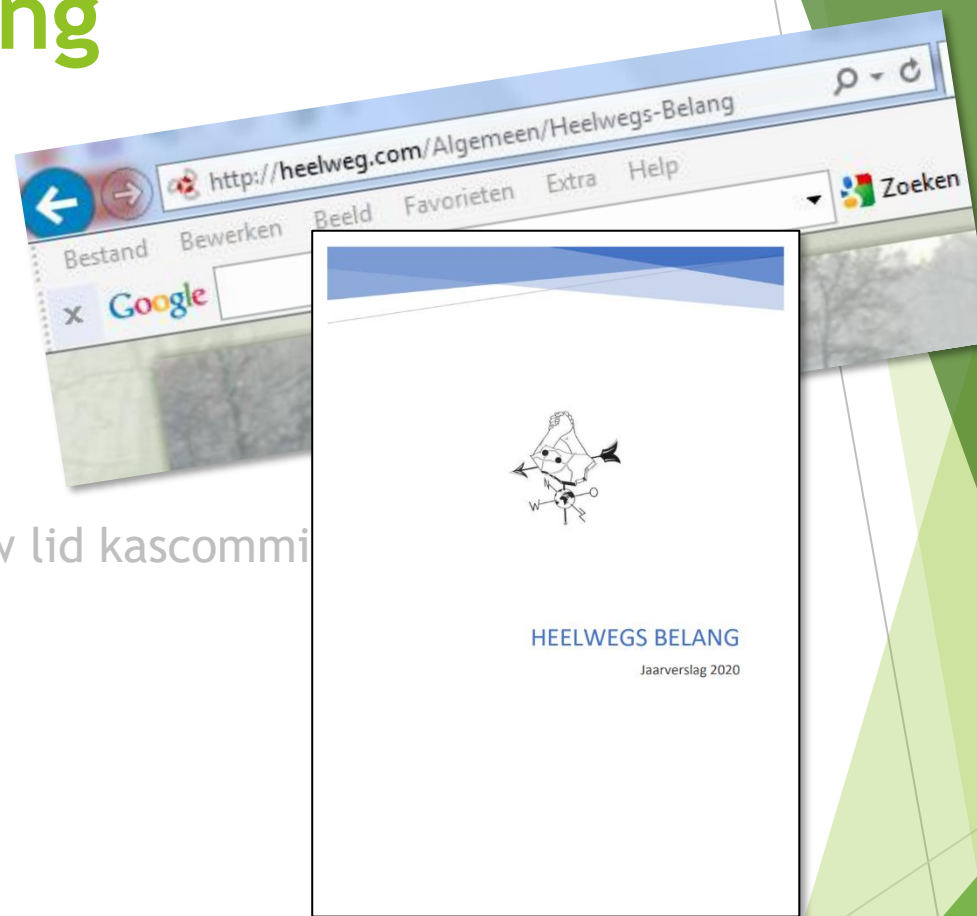 ng
http://heelweg.com/Algemeen/Heelwegs-Belang
Bestand Bewerken Beeld Favorieten Extra Help
x Google Zoeken
N
W O
Z
lid kascommi
HEELWEGS BELANG
Jaarverslag 2020